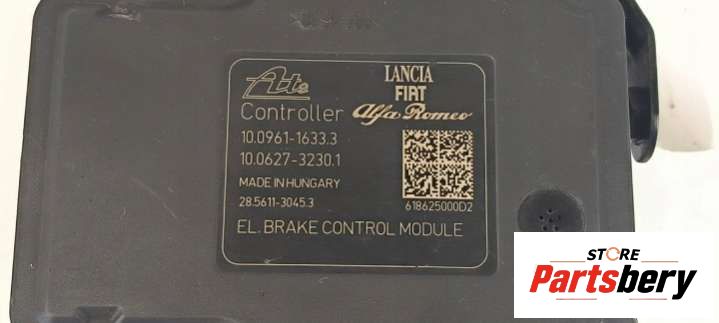 Ate
LANCIA
FIAT
Controller Alfa Romeo
10.0961-1633.3
10.0627-3230.1
MADE IN HUNGARY
28.5611-3045.3
618625000D2
EL. BRAKE CONTROL MODULE
STORE
Partsbery